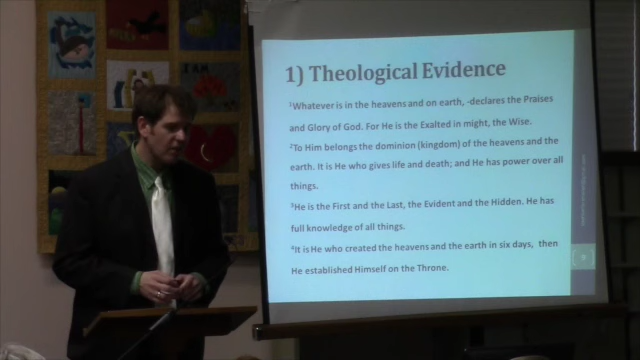 1) Theological Evidence
¹Whatever is in the heavens and on earth, -declares the Praises
and Glory of God. For He is the Exalted in might, the Wise.
²To Him belongs the dominion (kingdom) of the heavens and the
earth. It is He who gives life and death; and He has power over all
things.
³He is the First and the Last, the Evident and the Hidden. He has
full knowledge of all things.
⁴It is He who created the heavens and the earth in six days, then
He established Himself on the Throne.
I AM